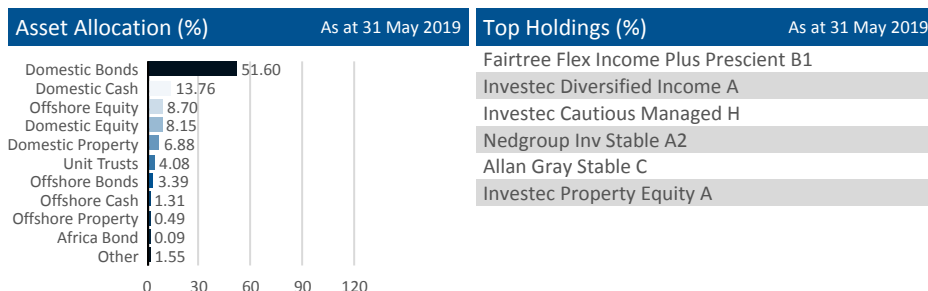 Asset Allocation (%) As at 31 May 2019
Domestic Bonds 51.60
Domestic Cash 13.76
Offshore Equity 8.70
Domestic Equity 8.15
Domestic Property 6.88
Unit Trusts 4.08
Offshore Bonds 3.39
Offshore Cash 1.31
Offshore Property 0.49
Africa Bond 0.09
Other 1.55
0 30 60 90 120
Top Holdings (%) As at 31 May 2019
Fairtree Flex Income Plus Prescient B1
Investec Diversified Income A
Investec Cautious Managed H
Nedgroup Inv Stable A2
Allan Gray Stable C
Investec Property Equity A